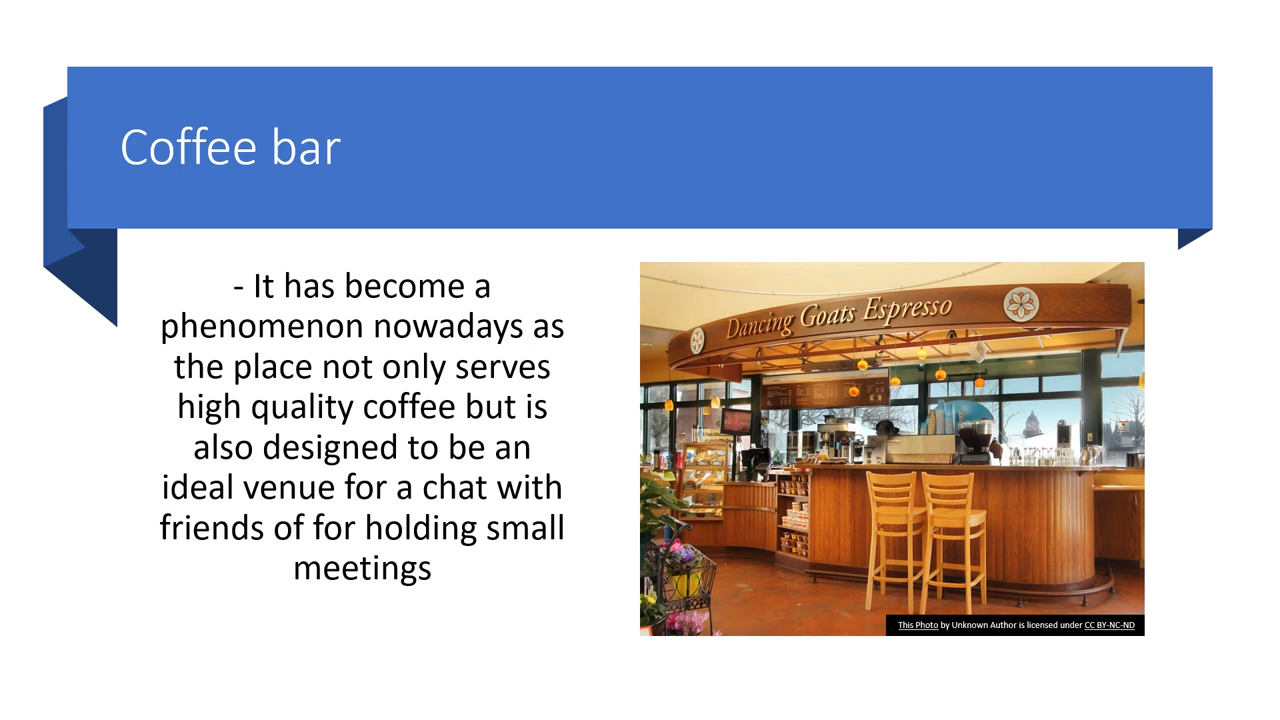 Coffee bar
- It has become a
phenomenon nowadays as
the place not only serves
high quality coffee but is
also designed to be an
ideal venue for a chat with
friends of for holding small
meetings
Dancing Goats Espresso
This Photo by Unknown Author is licensed under CC BY-NC-ND